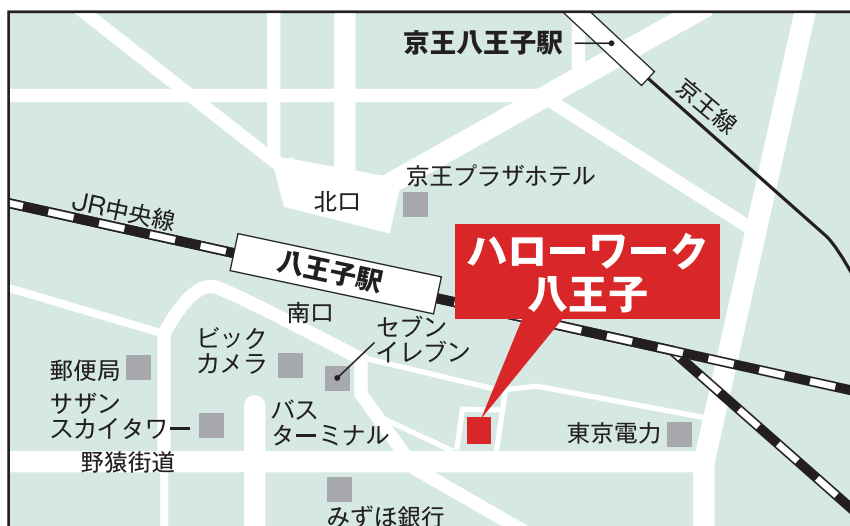 京王八王子駅
京王線
京王プラザホテル
北口
JR中央線
ハローワーク
八王子
八王子駅
南口
セブン
イレブン
ビック
カメラ
郵便局
サザン
スカイタワー
バス
ターミナル
東京電力
野猿街道
みずほ銀行